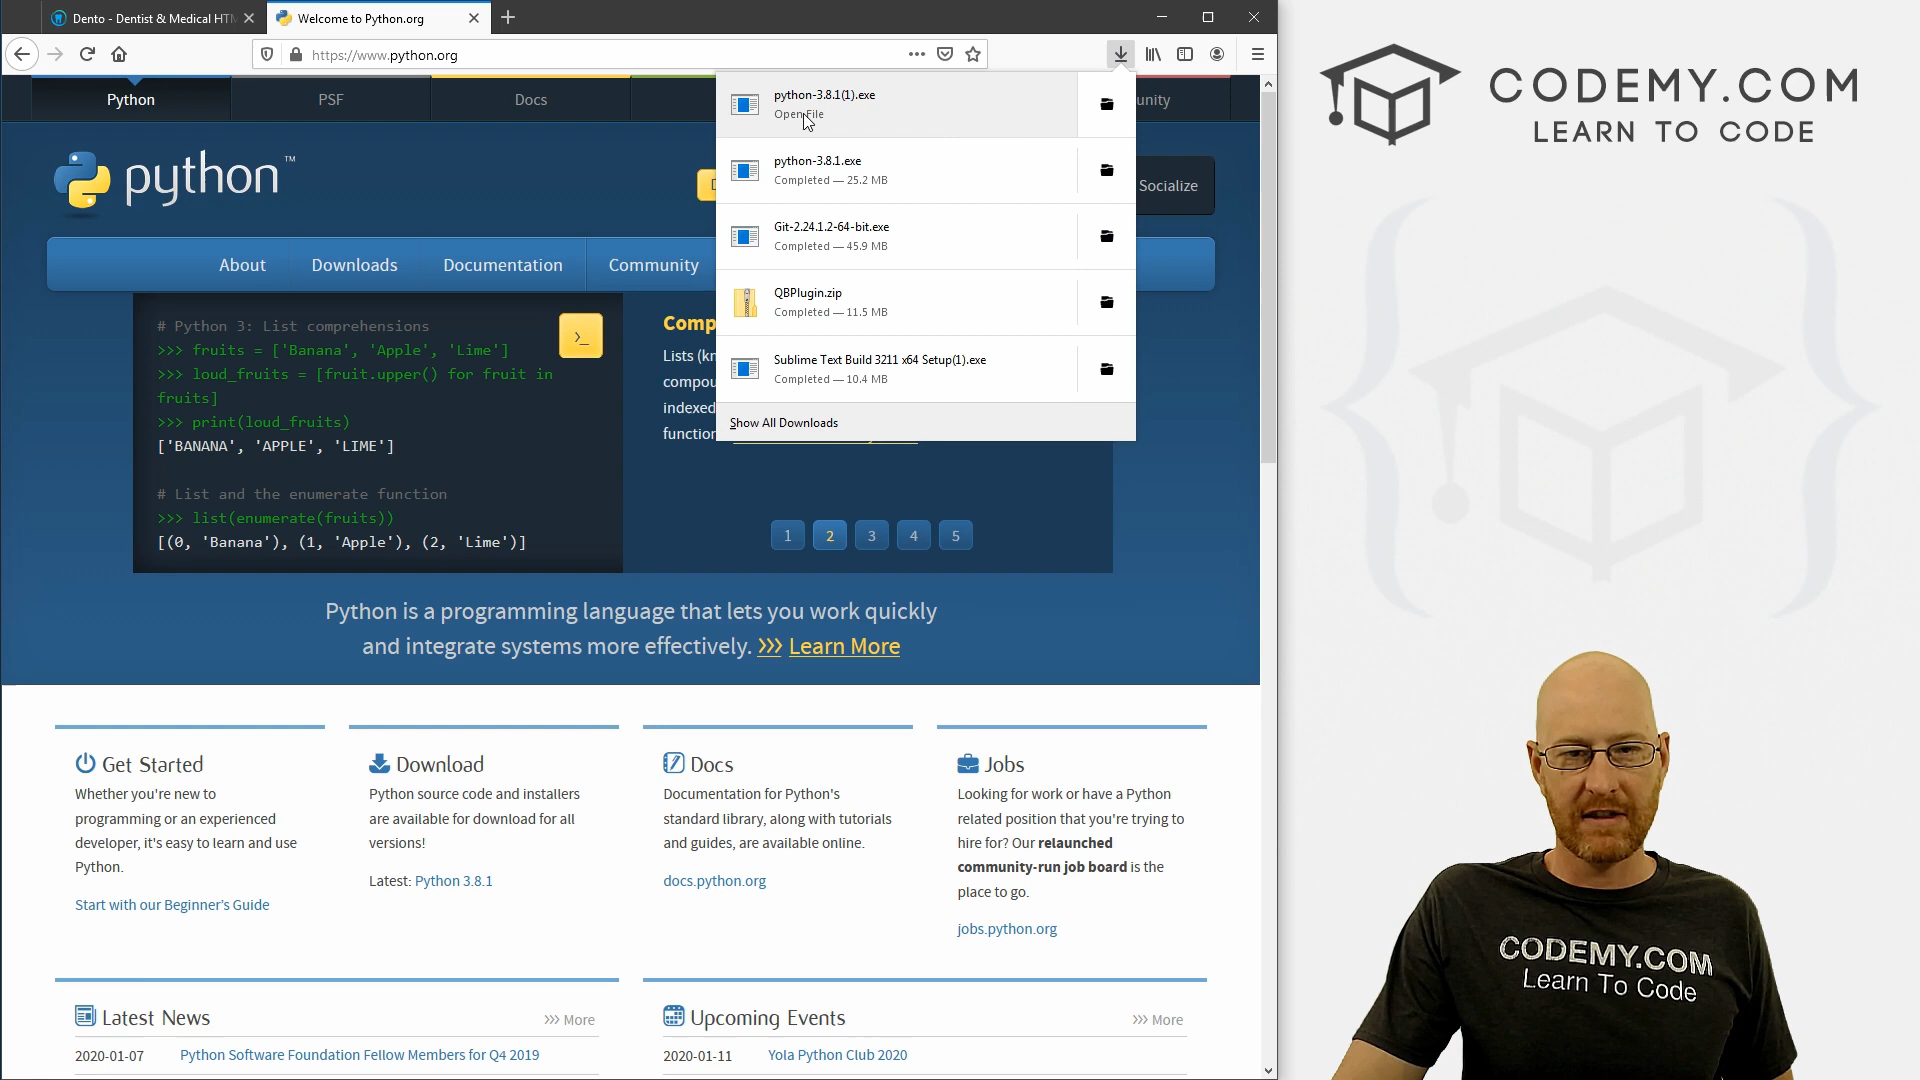 Dento - Dentist & Medical HTM
Welcome to Python.org
https://www.python.org
Python
PSF
Docs
unity
python™
Socialize
About
Downloads
Documentation
Community
python-3.8.1(1).exe
Open File
python-3.8.1.exe
Completed — 25.2 MB
Git-2.24.1.2-64-bit.exe
Completed — 45.9 MB
QBPlugin.zip
Completed — 11.5 MB
Sublime Text Build 3211 x64 Setup(1).exe
Completed — 10.4 MB
Show All Downloads
# Python 3: List comprehensions
>>> fruits = ['Banana', 'Apple', 'Lime']
>>> loud_fruits = [fruit.upper() for fruit in
fruits]
>>> print(loud_fruits)
['BANANA', 'APPLE', 'LIME']
# List and the enumerate function
>>> list(enumerate(fruits))
[(0, 'Banana'), (1, 'Apple'), (2, 'Lime')]
>_
Comp
Lists (kn
compou
indexed
function
1 2 3 4 5
Python is a programming language that lets you work quickly
and integrate systems more effectively. >>> Learn More
Get Started
Whether you're new to
programming or an experienced
developer, it's easy to learn and use
Python.
Start with our Beginner's Guide
Download
Python source code and installers
are available for download for all
versions!
Latest: Python 3.8.1
Docs
Documentation for Python's
standard library, along with tutorials
and guides, are available online.
docs.python.org
Jobs
Looking for work or have a Python
related position that you're trying to
hire for? Our relaunched
community-run job board is the
place to go.
jobs.python.org
Latest News
>>> More
2020-01-07 Python Software Foundation Fellow Members for Q4 2019
Upcoming Events
>>> More
2020-01-11 Yola Python Club 2020
CODEMY.COM
LEARN TO CODE
CODEMY.COM
Learn To Code